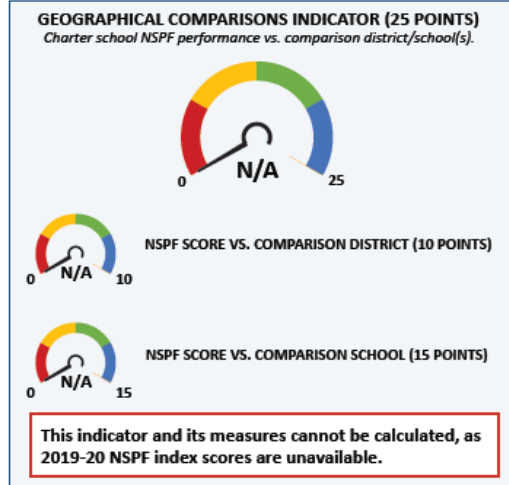 GEOGRAPHICAL COMPARISONS INDICATOR (25 POINTS)
Charter school NSPF performance vs. comparison district/school(s).
N/A
0 25
NSPF SCORE VS. COMPARISON DISTRICT (10 POINTS)
N/A
0 10
NSPF SCORE VS. COMPARISON SCHOOL (15 POINTS)
N/A
0 15
This indicator and its measures cannot be calculated, as
2019-20 NSPF index scores are unavailable.